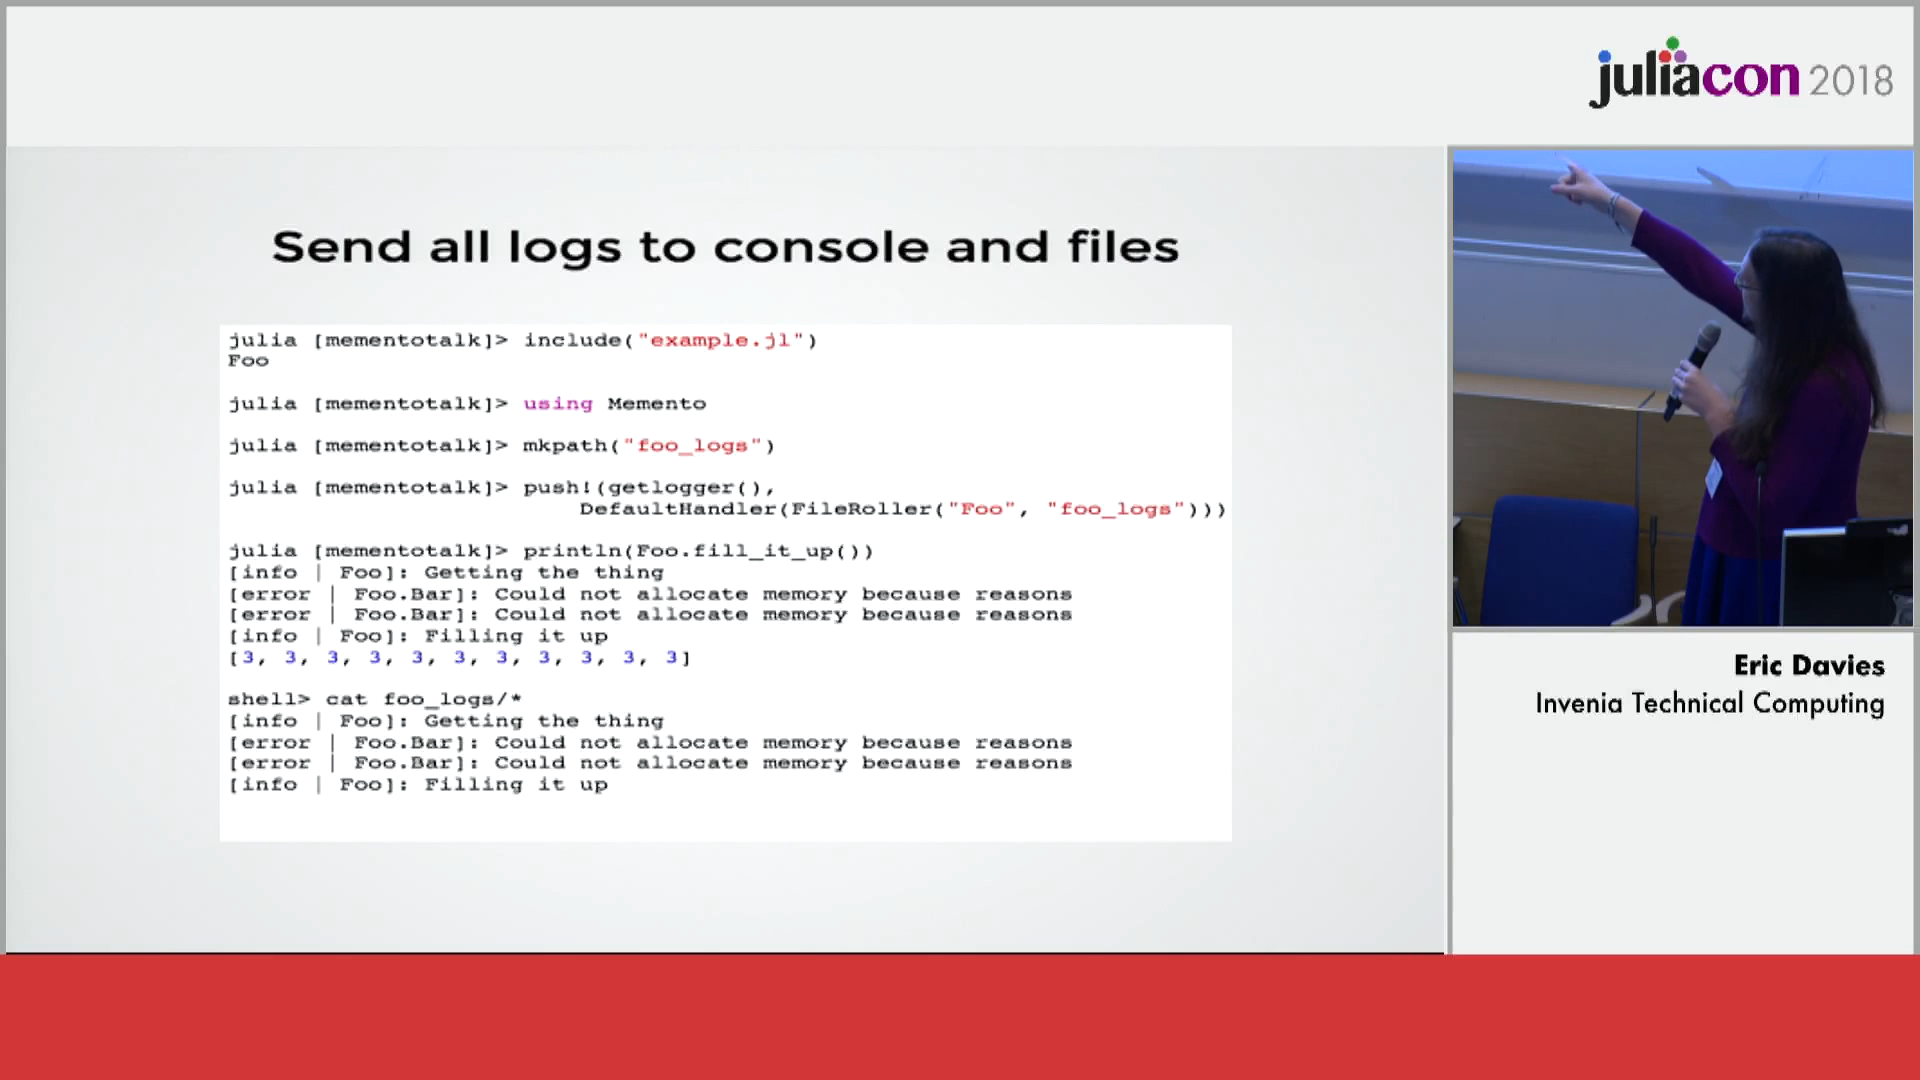 juliacon 2018
Send all logs to console and files
julia [mementotalk]> include("example.jl")
Foo
julia [mementotalk]> using Memento
julia [mementotalk]> mkpath("foo_logs")
julia [mementotalk]> push!(getlogger(),
DefaultHandler(FileRoller("Foo", "foo_logs")))
julia [mementotalk]> println(Foo.fill_it_up())
[info | Foo]: Getting the thing
[error | Foo.Bar]: Could not allocate memory because reasons
[error | Foo.Bar]: Could not allocate memory because reasons
[info | Foo]: Filling it up
[3, 3, 3, 3, 3, 3, 3, 3, 3, 3, 3]
shell> cat foo_logs/*
[info | Foo]: Getting the thing
[error | Foo.Bar]: Could not allocate memory because reasons
[error | Foo.Bar]: Could not allocate memory because reasons
[info | Foo]: Filling it up
Eric Davies
Invenia Technical Computing